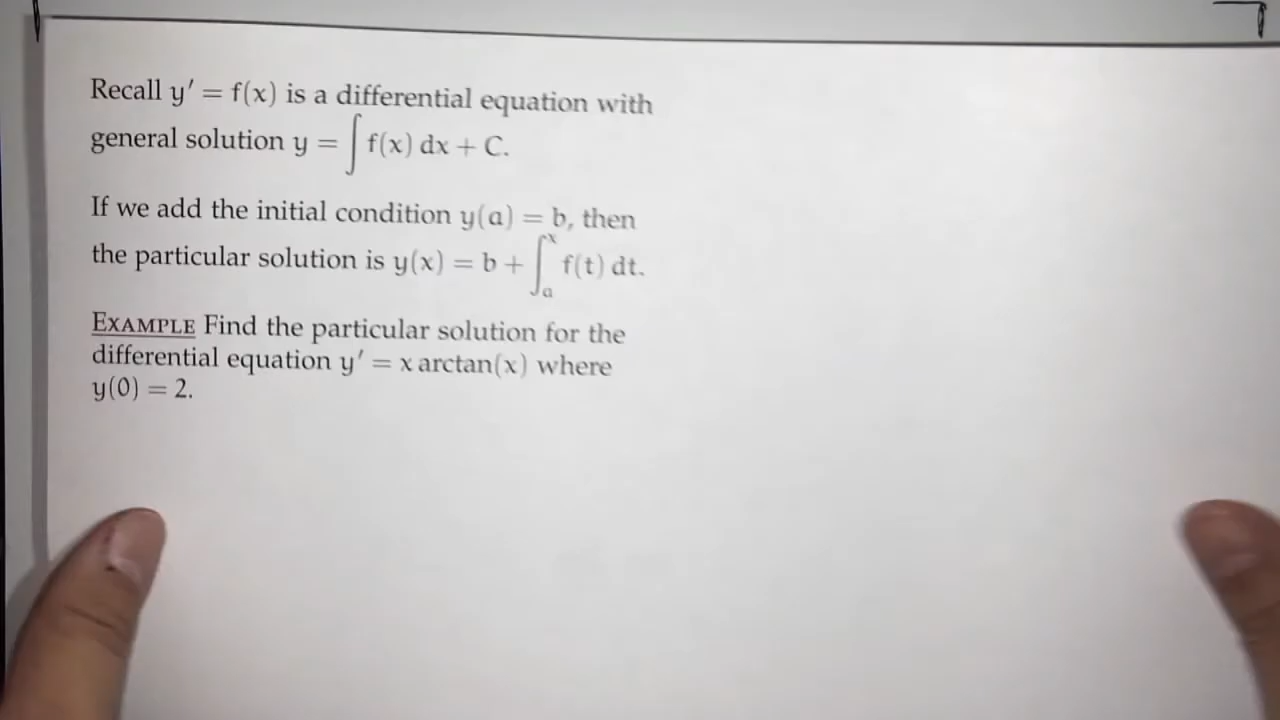 Recall y′ = f(x) is a differential equation with
general solution y = ∫ f(x) dx + C.
If we add the initial condition y(a) = b, then
the particular solution is y(x) = b + ∫ₐˣ f(t) dt.
EXAMPLE Find the particular solution for the
differential equation y′ = x arctan(x) where
y(0) = 2.